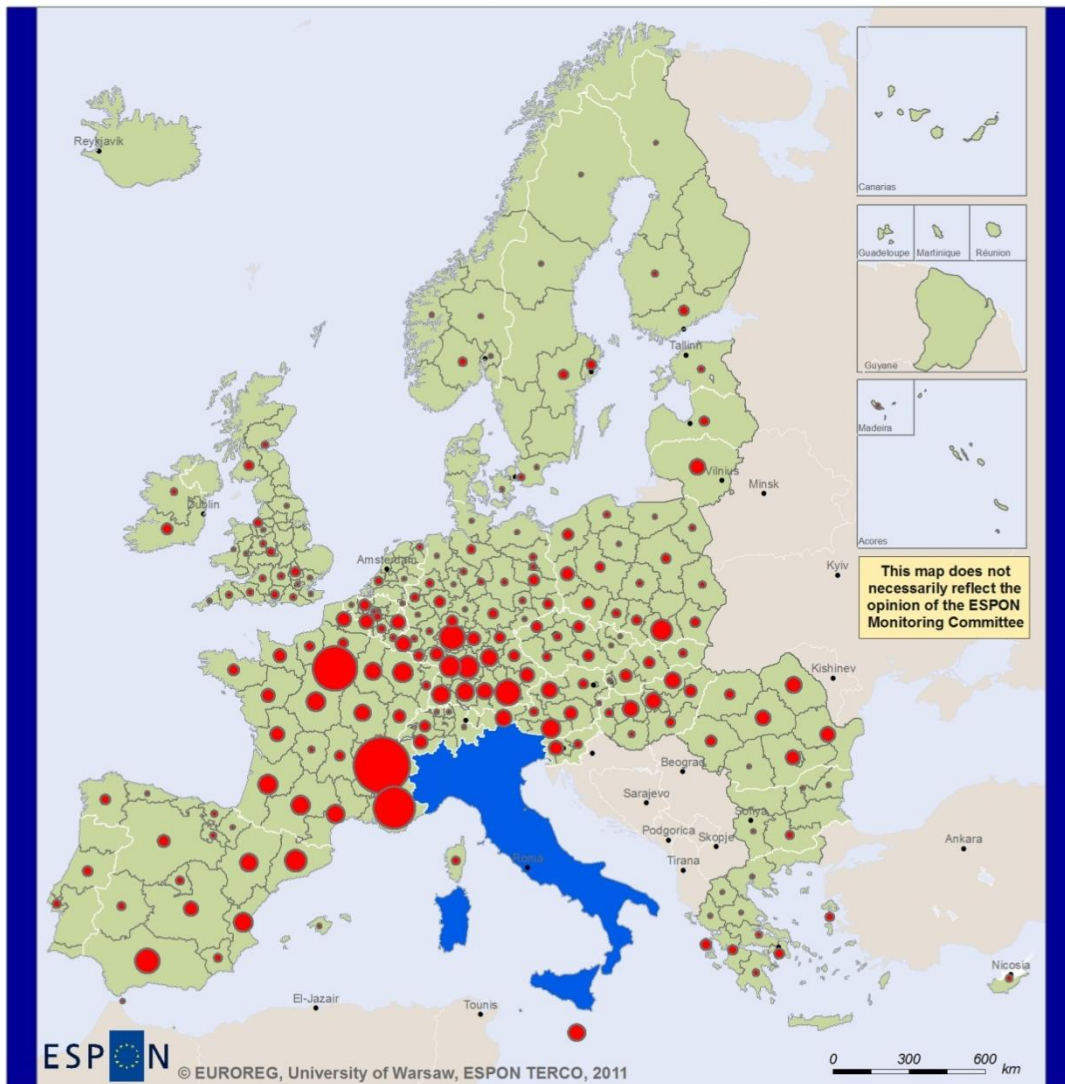 Reykjavik
Canarias
Guadeloupe
Martinique
Réunion
Guyane
Madeira
Acores
Tallinn
Vilnius
Minsk
Dublin
Amsterdam
Kyiv
This map does not
necessarily reflect the
opinion of the ESPON
Monitoring Committee
Kishinev
Beograd
Sarajevo
Sofiya
Podgorica
Skopje
Ankara
Tirana
Roma
Nicosia
El-Jazair
Tounis
ESPON
© EUROREG, University of Warsaw, ESPON TERCO, 2011
0 300 600
km